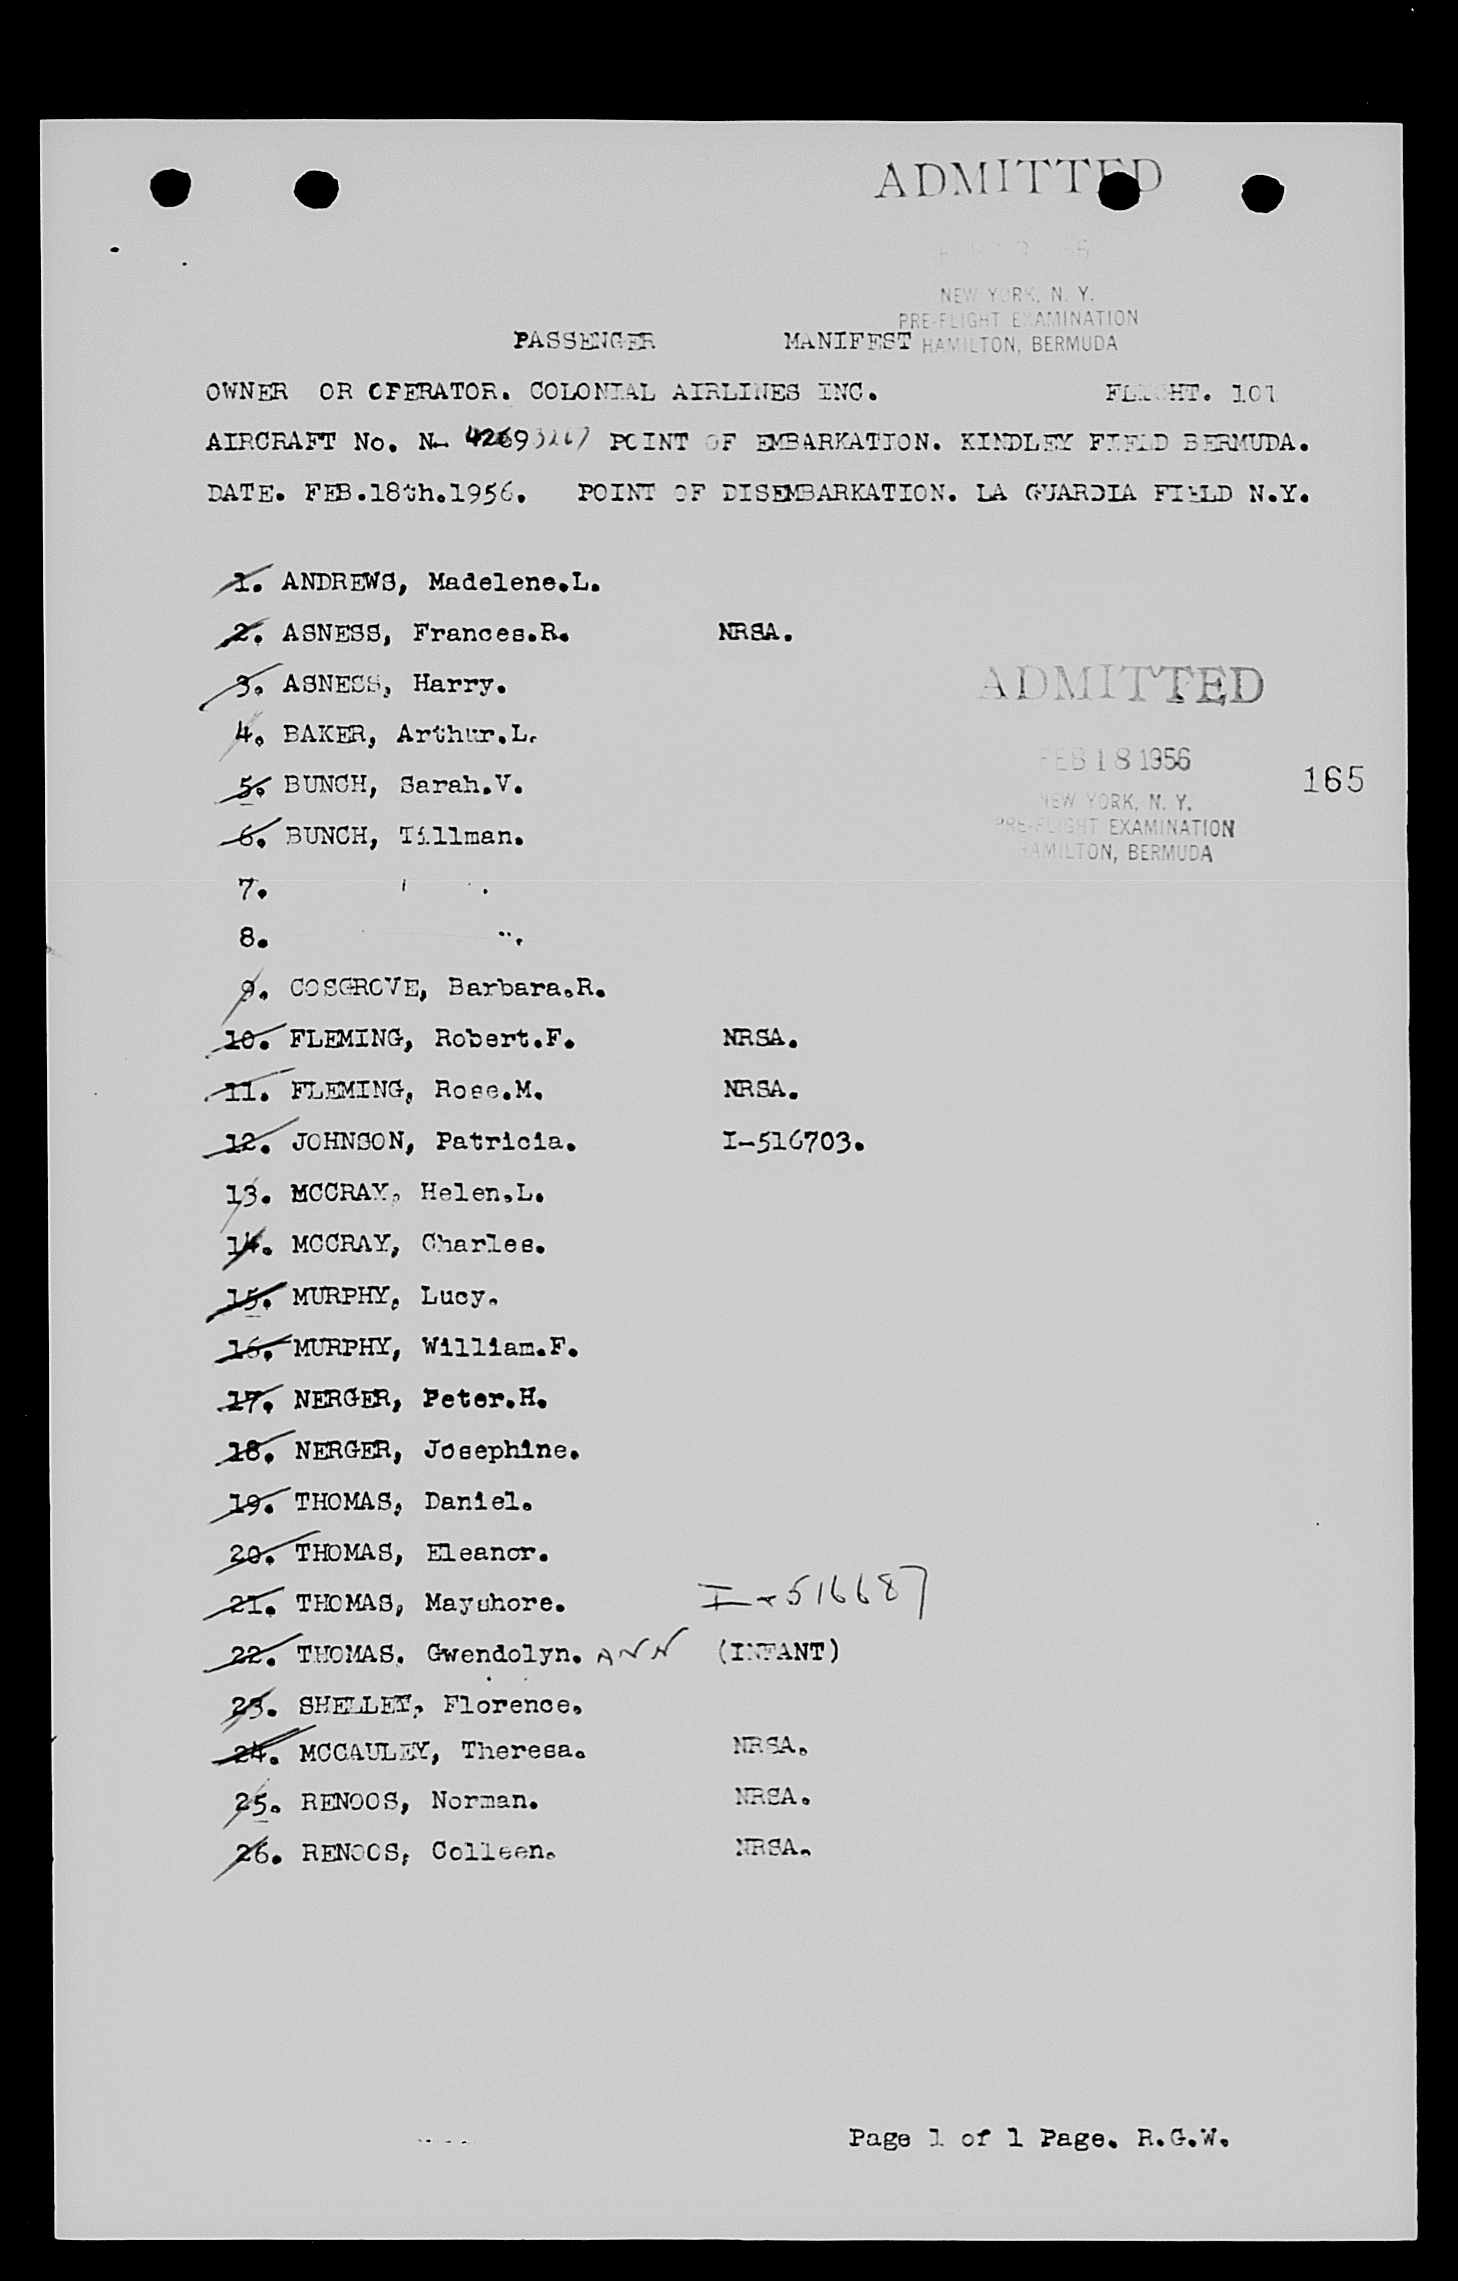 ADMITTED
NEW YORK, N. Y.
PRE-FLIGHT EXAMINATION
HAMILTON, BERMUDA
PASSENGER MANIFEST
OWNER OR OPERATOR. COLONIAL AIRLINES INC. FLIGHT. 101
AIRCRAFT No. N- POINT OF EMBARKATION. KINDLEY FIELD BERMUDA.
DATE. FEB.18th.1956. POINT OF DISEMBARKATION. LA GUARDIA FIELD N.Y.
1. ANDREWS, Madelene.L.
2. ASNESS, Frances.R. NRSA.
3. ASNESS, Harry.
ADMITTED
4. BAKER, Arthur.L.
FEB 18 1956
165
5. BUNCH, Sarah.V.
NEW YORK, N. Y.
PRE-FLIGHT EXAMINATION
HAMILTON, BERMUDA
6. BUNCH, Tillman.
7.
8.
9. COSGROVE, Barbara.R.
10. FLEMING, Robert.F. NRSA.
11. FLEMING, Rose.M. NRSA.
12. JOHNSON, Patricia. I-516703.
13. MCCRAY, Helen.L.
14. MCCRAY, Charles.
15. MURPHY, Lucy.
16. MURPHY, William.F.
17. NERGER, Peter.H.
18. NERGER, Josephine.
19. THOMAS, Daniel.
20. THOMAS, Eleanor.
21. THOMAS, Mayshore. I-516687
22. THOMAS. Gwendolyn. ANN (INFANT)
23. SHELLEY, Florence.
24. MCCAULEY, Theresa. NRSA.
25. RENOOS, Norman. NRSA.
26. RENOOS, Colleen. NRSA.
Page 1 of 1 Page. R.G.W.